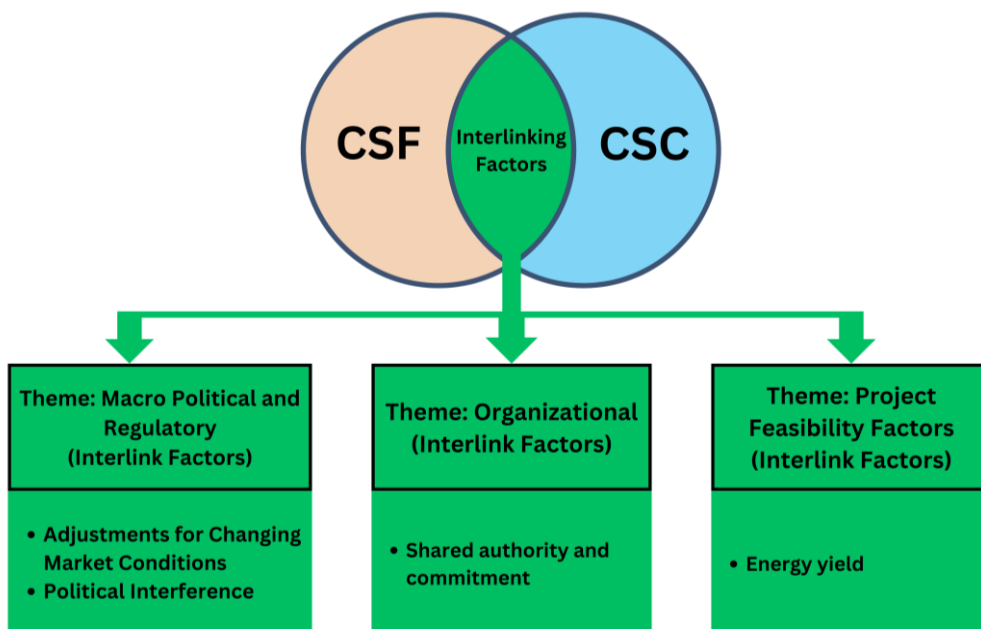 CSF
Interlinking
Factors
CSC
Theme: Macro Political and
Regulatory
(Interlink Factors)
• Adjustments for Changing
Market Conditions
• Political Interference
Theme: Organizational
(Interlink Factors)
• Shared authority and
commitment
Theme: Project
Feasibility Factors
(Interlink Factors)
• Energy yield